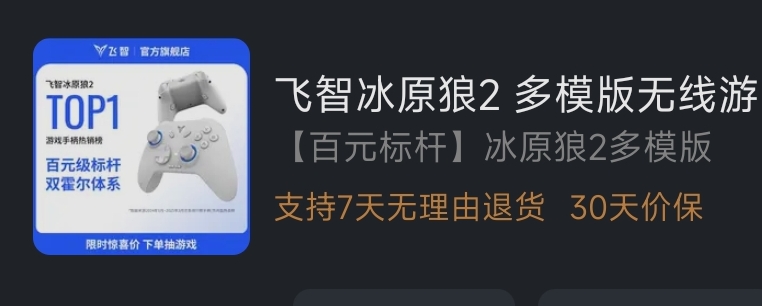 飞智 | 官方旗舰店
飞智冰原狼2
TOP1
游戏手柄热销榜
百元级标杆
双霍尔体系
限时惊喜价 下单抽游戏
飞智冰原狼2 多模版无线游
【百元标杆】冰原狼2多模版
支持7天无理由退货 30天价保